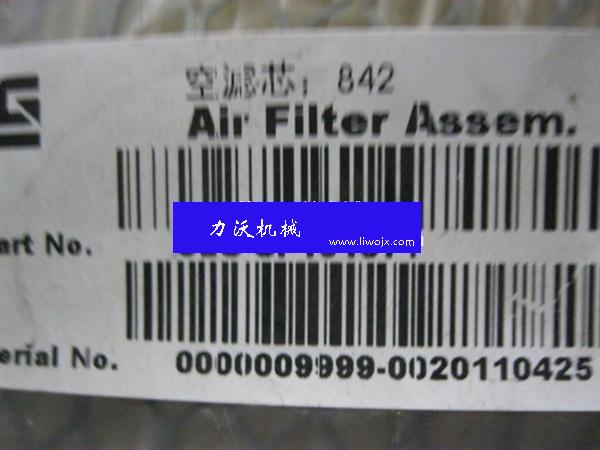 空滤芯: 842
Air Filter Assem.
力沃机械
www.liwojx.com
art No.
erial No.
0000009999-0020110425